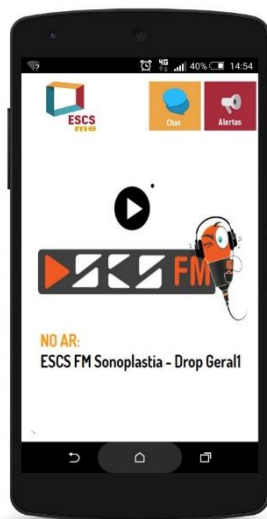 4G 40% 14:54
ESCS
me
Chat
Alertas
ESCS FM
NO AR:
ESCS FM Sonoplastia - Drop Geral1